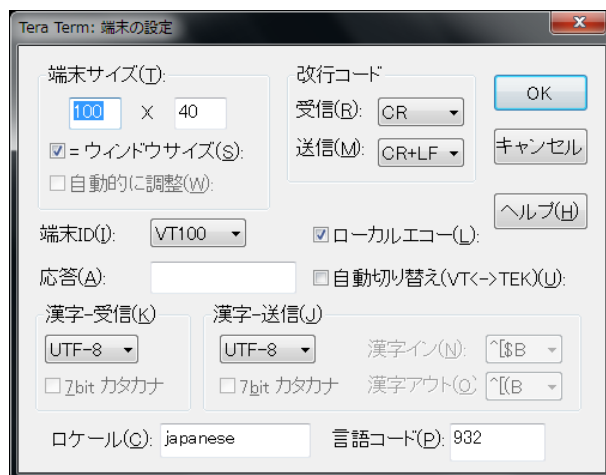 Tera Term: 端末の設定
端末サイズ(T):
100 X 40
= ウィンドウサイズ(S):
自動的に調整(W):
改行コード
受信(R): CR
送信(M): CR+LF
OK
キャンセル
ヘルプ(H)
端末ID(I): VT100
ローカルエコー(L):
応答(A):
自動切り替え(VT<->TEK)(U):
漢字-受信(K)
UTF-8
7bit カタカナ
漢字-送信(J)
UTF-8
漢字イン(N): ^[$B
7bit カタカナ
漢字アウト(O) ^[(B
ロケール(C): japanese
言語コード(P): 932